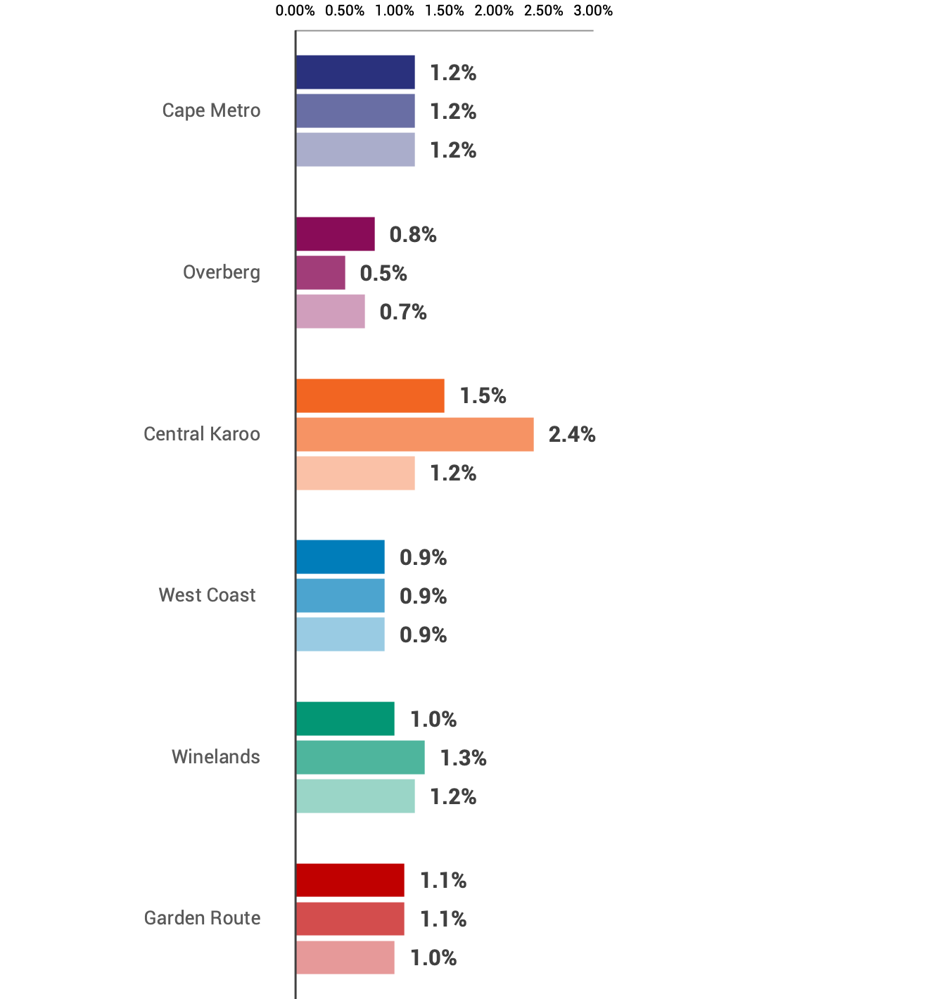 0.00% 0.50% 1.00% 1.50% 2.00% 2.50% 3.00%
Cape Metro
1.2%
1.2%
1.2%
Overberg
0.8%
0.5%
0.7%
Central Karoo
1.5%
2.4%
1.2%
West Coast
0.9%
0.9%
0.9%
Winelands
1.0%
1.3%
1.2%
Garden Route
1.1%
1.1%
1.0%